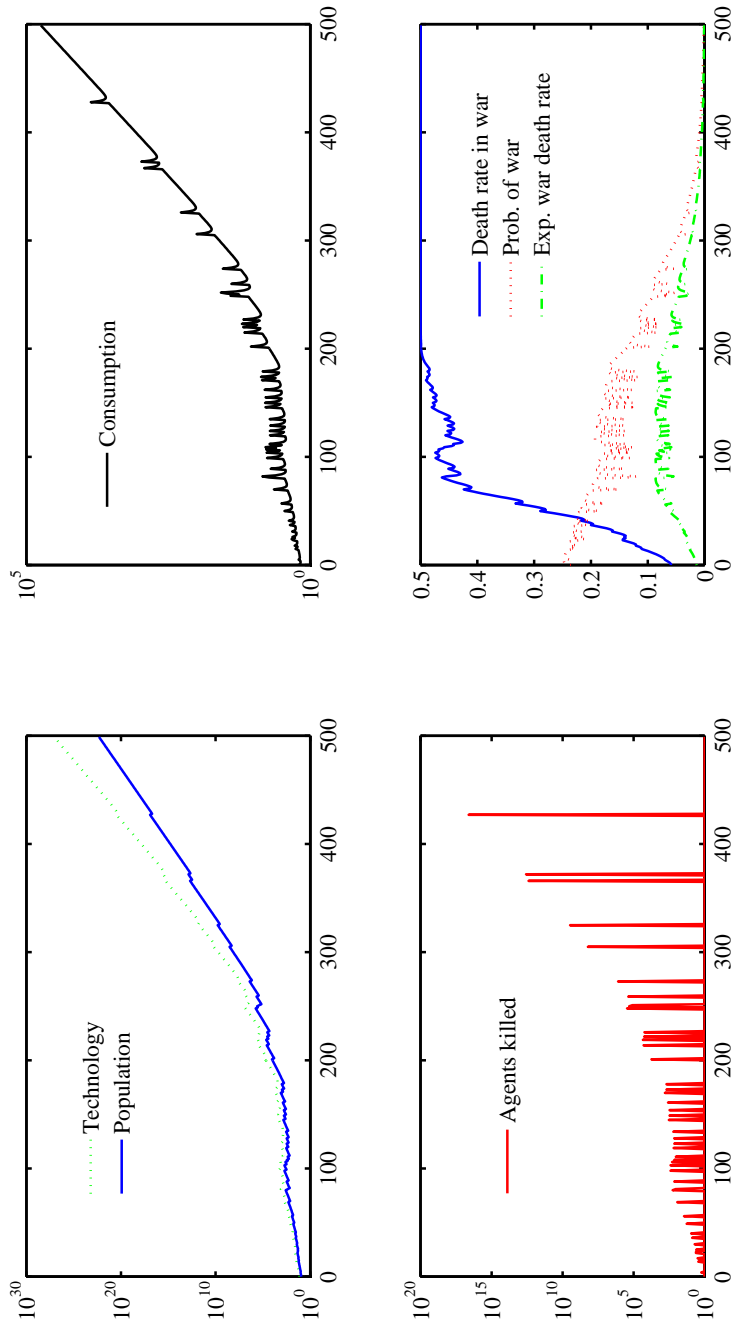 10^30
10^20
10^10
10^0
Technology
Population
0 100 200 300 400 500
10^5
10^0
Consumption
0 100 200 300 400 500
10^15
10^10
10^5
10^0
10^20
Agents killed
0 100 200 300 400 500
0.5
0.4
0.3
0.2
0.1
0
Death rate in war
Prob. of war
Exp. war death rate
0 100 200 300 400 500